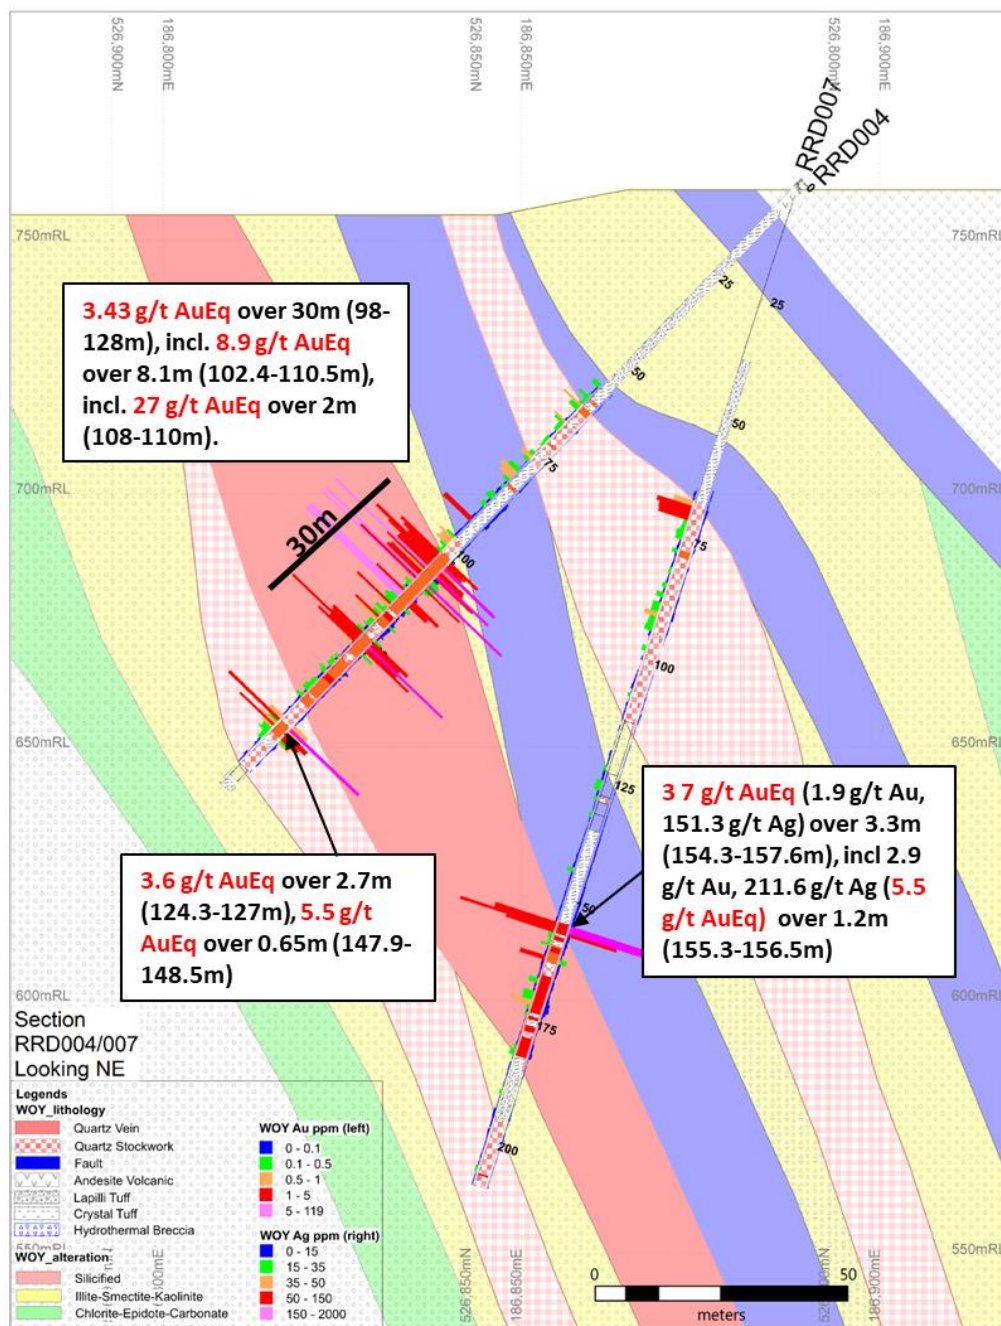 526,900mN
186,800mE
526,850mN
186,850mE
526,800mN
186,900mE
RRD007
RRD004
750mRL
750mRL
25
25
3.43 g/t AuEq over 30m (98-
128m), incl. 8.9 g/t AuEq
over 8.1m (102.4-110.5m),
incl. 27 g/t AuEq over 2m
(108-110m).
50
50
75
75
700mRL
700mRL
30m
100
100
650mRL
650mRL
125
3 7 g/t AuEq (1.9 g/t Au,
151.3 g/t Ag) over 3.3m
(154.3-157.6m), incl 2.9
g/t Au, 211.6 g/t Ag (5.5
g/t AuEq) over 1.2m
(155.3-156.5m)
3.6 g/t AuEq over 2.7m
(124.3-127m), 5.5 g/t
AuEq over 0.65m (147.9-
148.5m)
150
600mRL
600mRL
175
200
Section
RRD004/007
Looking NE
Legends
WOY_lithology
Quartz Vein
Quartz Stockwork
Fault
Andesite Volcanic
Lapilli Tuff
Crystal Tuff
Hydrothermal Breccia
WOY_alteration
Silicified
Illite-Smectite-Kaolinite
Chlorite-Epidote-Carbonate
WOY Au ppm (left)
0 - 0.1
0.1 - 0.5
0.5 - 1
1 - 5
5 - 119
WOY Ag ppm (right)
0 - 15
15 - 35
35 - 50
50 - 150
150 - 2000
550mRL
550mRL
526,850mN
186,850mE
186,900mE
0
50
meters